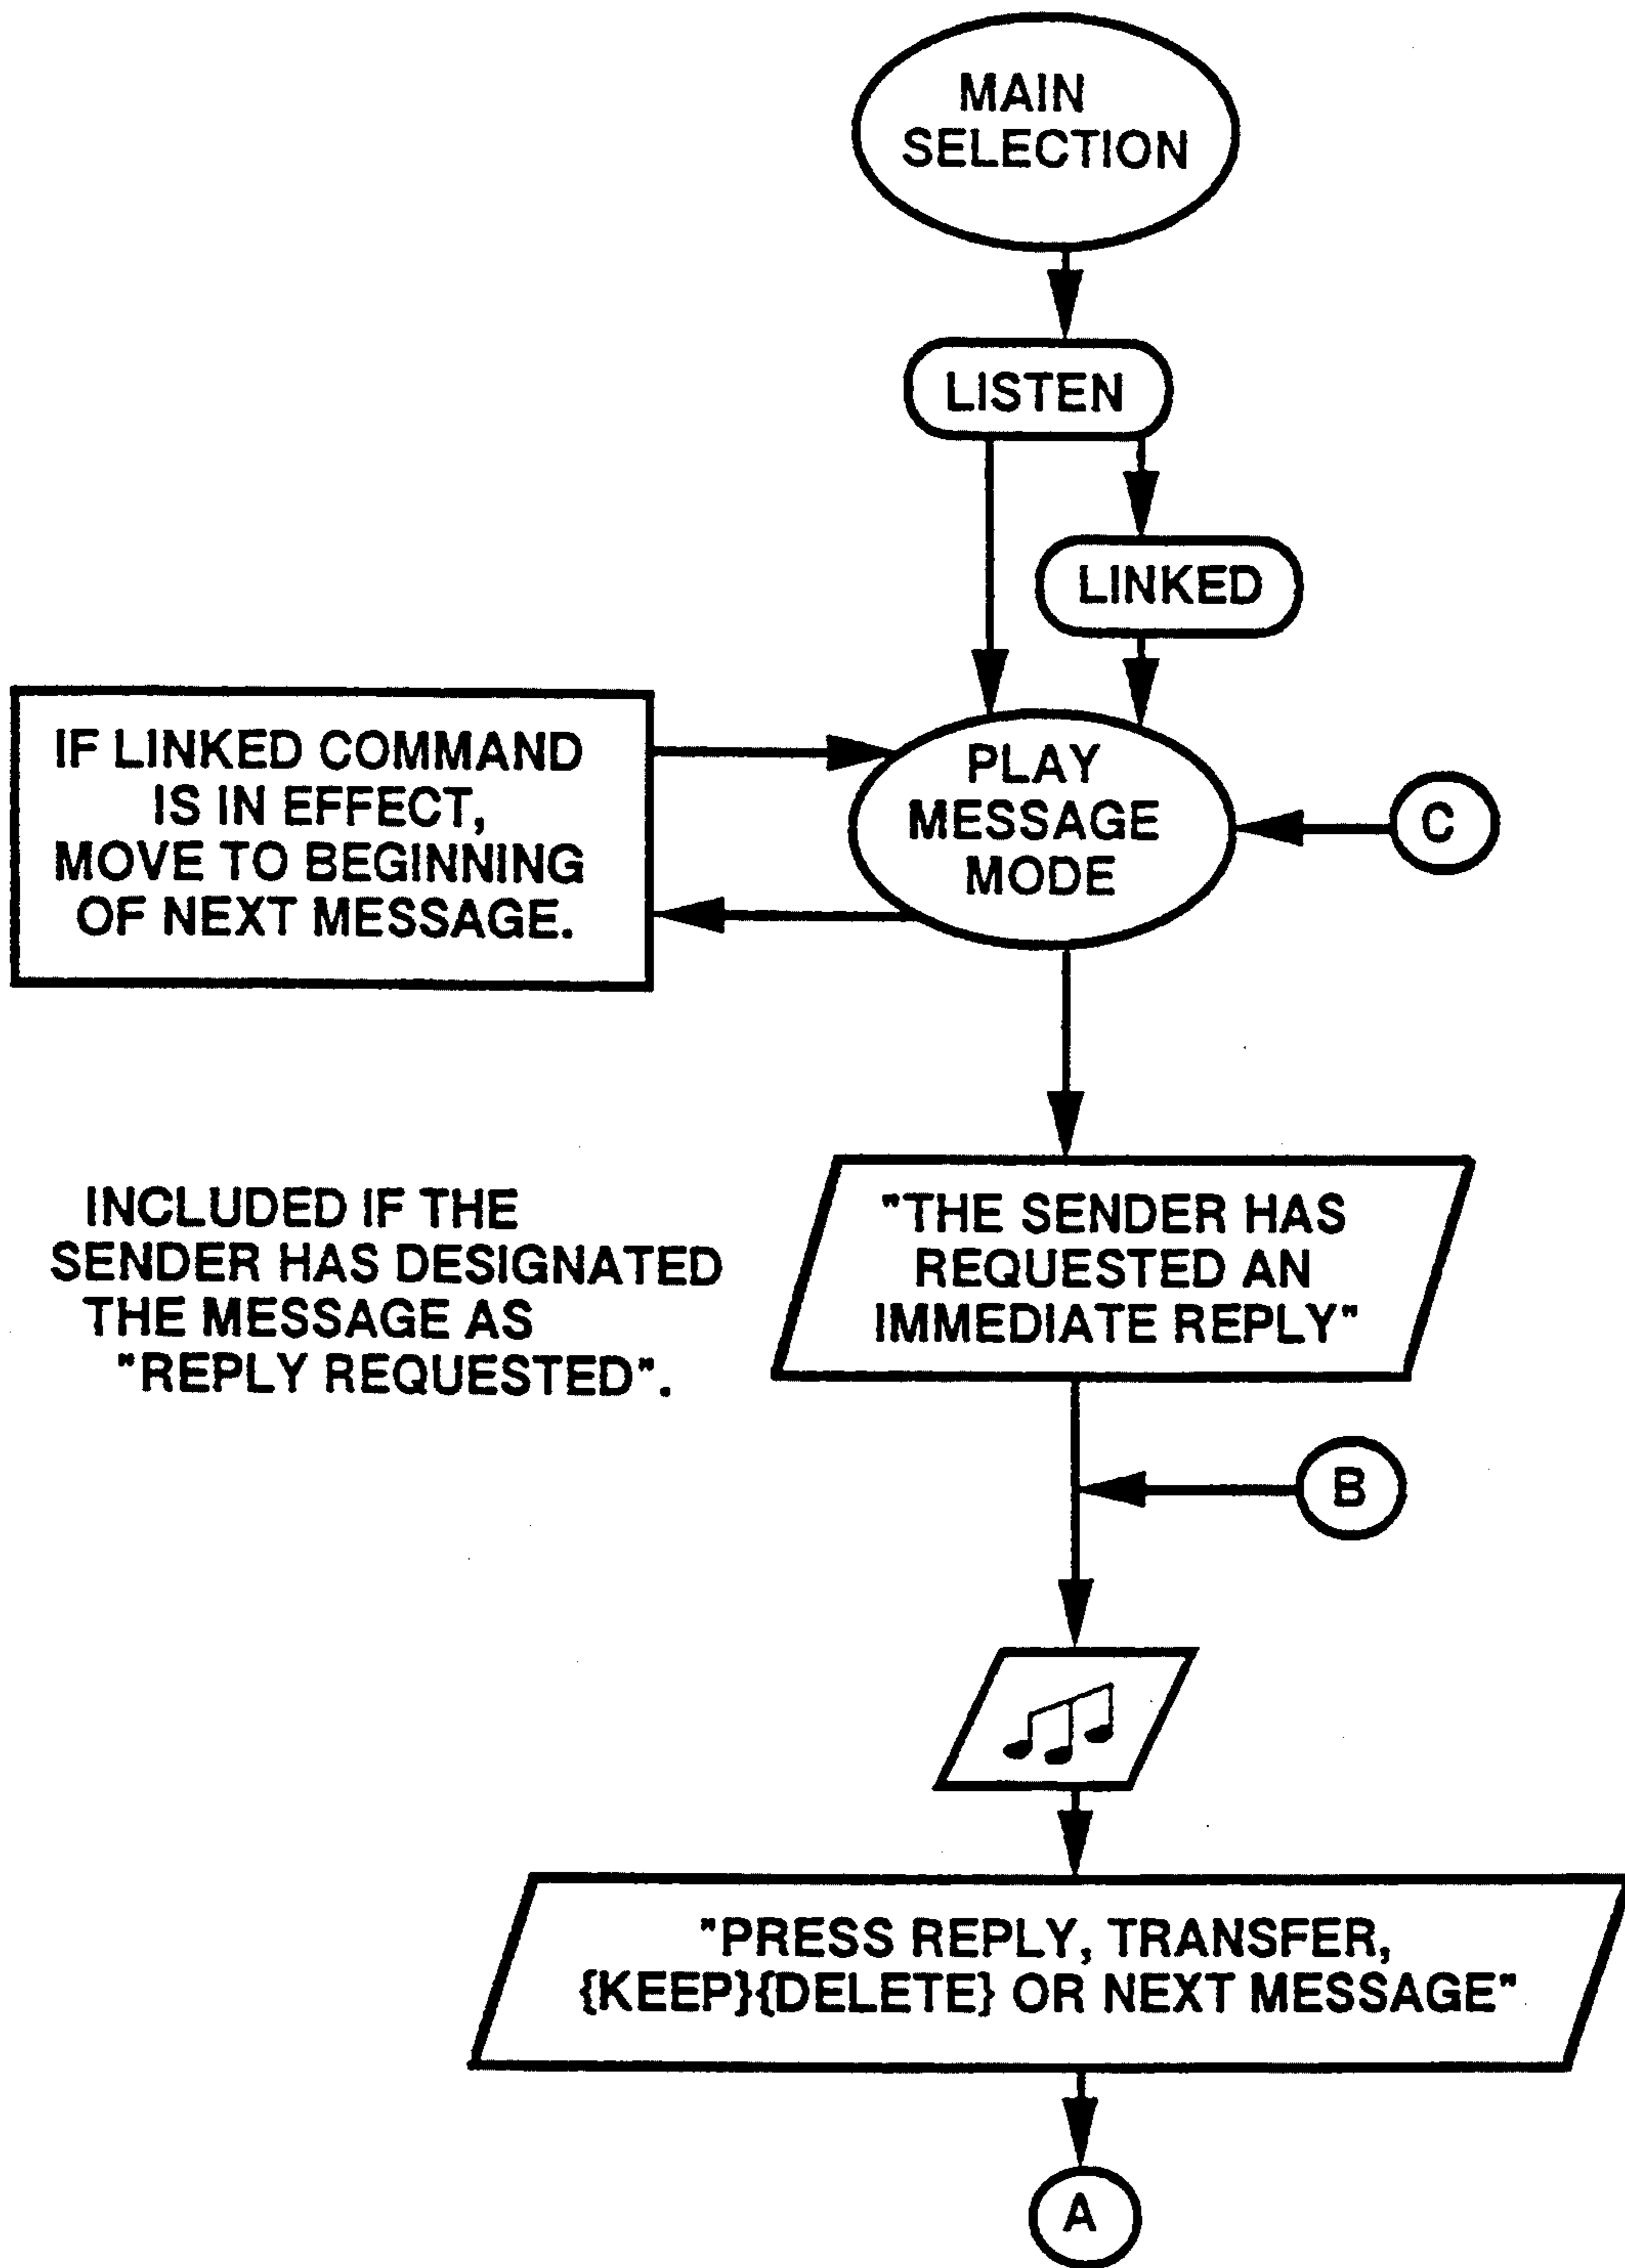 MAIN
SELECTION
LISTEN
LINKED
IF LINKED COMMAND
IS IN EFFECT,
MOVE TO BEGINNING
OF NEXT MESSAGE.
PLAY
MESSAGE
MODE
C
INCLUDED IF THE
SENDER HAS DESIGNATED
THE MESSAGE AS
"REPLY REQUESTED".
"THE SENDER HAS
REQUESTED AN
IMMEDIATE REPLY"
B
"PRESS REPLY, TRANSFER,
{KEEP}{DELETE} OR NEXT MESSAGE"
A